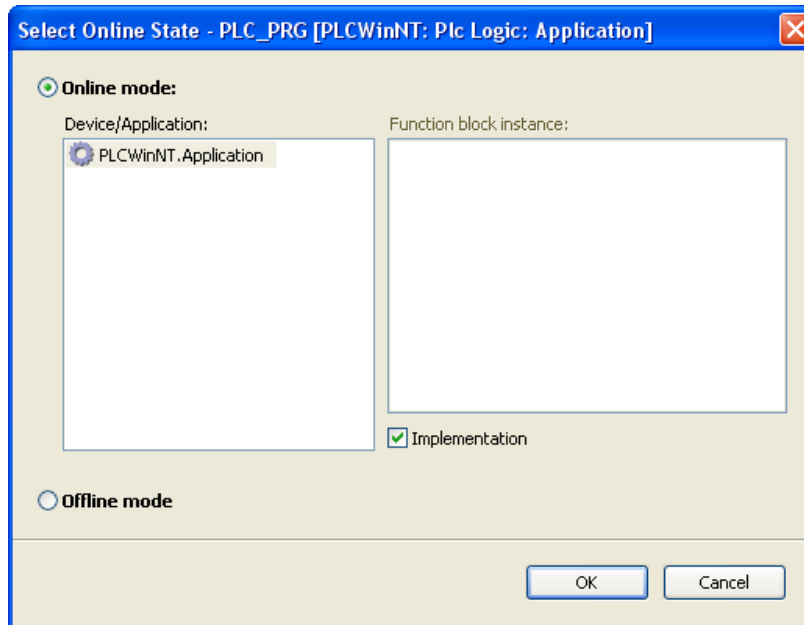 Select Online State - PLC_PRG [PLCWinNT: Plc Logic: Application]
Online mode:
Device/Application:
Function block instance:
PLCWinNT.Application
Implementation
Offline mode
OK
Cancel